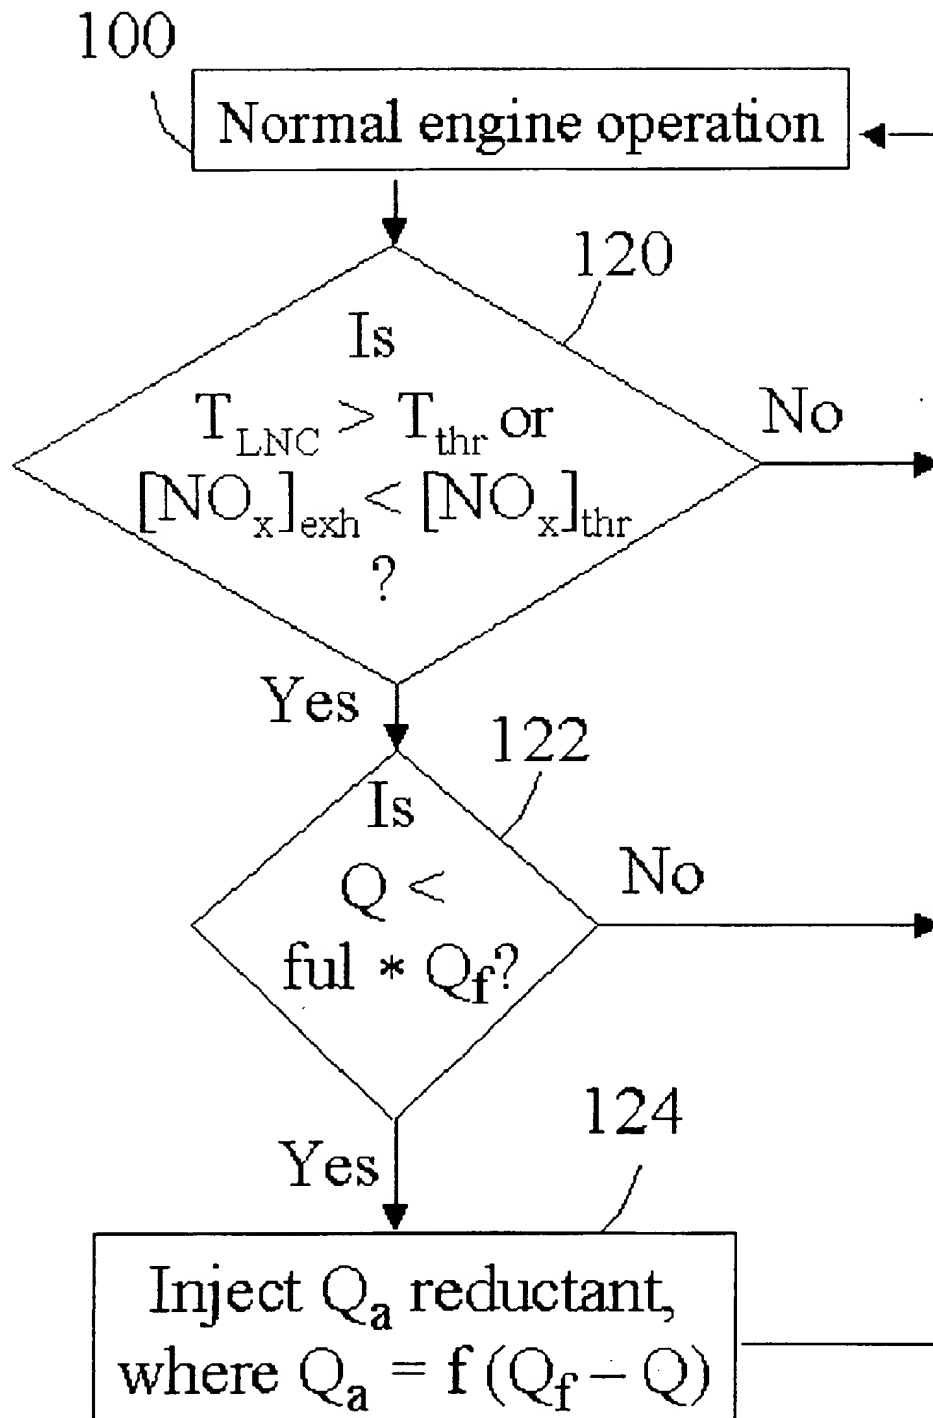 100
Normal engine operation
120
Is
T_LNC > T_thr or
[NO_x]_exh < [NO_x]_thr
?
No
Yes
122
Is
Q <
ful * Q_f?
No
Yes
124
Inject Q_a reductant,
where Q_a = f (Q_f – Q)